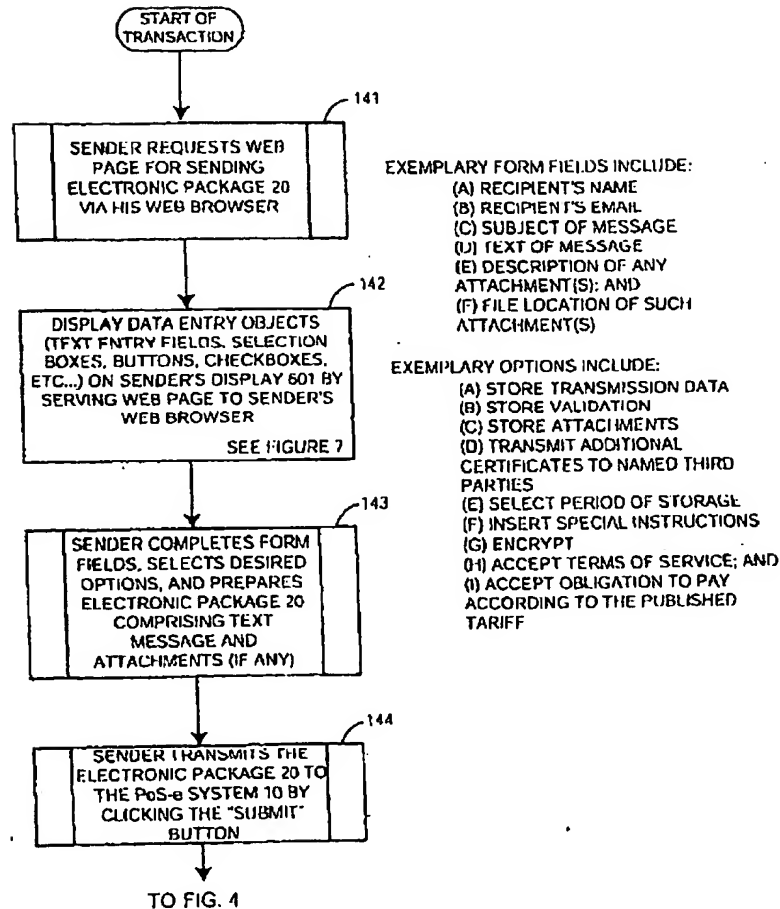 START OF
TRANSACTION
141
SENDER REQUESTS WEB
PAGE FOR SENDING
ELECTRONIC PACKAGE 20
VIA HIS WEB BROWSER
142
DISPLAY DATA ENTRY OBJECTS
(TEXT ENTRY FIELDS, SELECTION
BOXES, BUTTONS, CHECKBOXES,
ETC...) ON SENDER'S DISPLAY 601 BY
SERVING WEB PAGE TO SENDER'S
WEB BROWSER
SEE FIGURE 7
143
SENDER COMPLETES FORM
FIELDS, SELECTS DESIRED
OPTIONS, AND PREPARES
ELECTRONIC PACKAGE 20
COMPRISING TEXT
MESSAGE AND
ATTACHMENTS (IF ANY)
144
SENDER TRANSMITS THE
ELECTRONIC PACKAGE 20 TO
THE PoS-e SYSTEM 10 BY
CLICKING THE "SUBMIT"
BUTTON
TO FIG. 4
EXEMPLARY FORM FIELDS INCLUDE:
(A) RECIPIENT'S NAME
(B) RECIPIENT'S EMAIL
(C) SUBJECT OF MESSAGE
(D) TEXT OF MESSAGE
(E) DESCRIPTION OF ANY
ATTACHMENT(S); AND
(F) FILE LOCATION OF SUCH
ATTACHMENT(S)
EXEMPLARY OPTIONS INCLUDE:
(A) STORE TRANSMISSION DATA
(B) STORE VALIDATION
(C) STORE ATTACHMENTS
(D) TRANSMIT ADDITIONAL
CERTIFICATES TO NAMED THIRD
PARTIES
(E) SELECT PERIOD OF STORAGE
(F) INSERT SPECIAL INSTRUCTIONS
(G) ENCRYPT
(H) ACCEPT TERMS OF SERVICE; AND
(I) ACCEPT OBLIGATION TO PAY
ACCORDING TO THE PUBLISHED
TARIFF